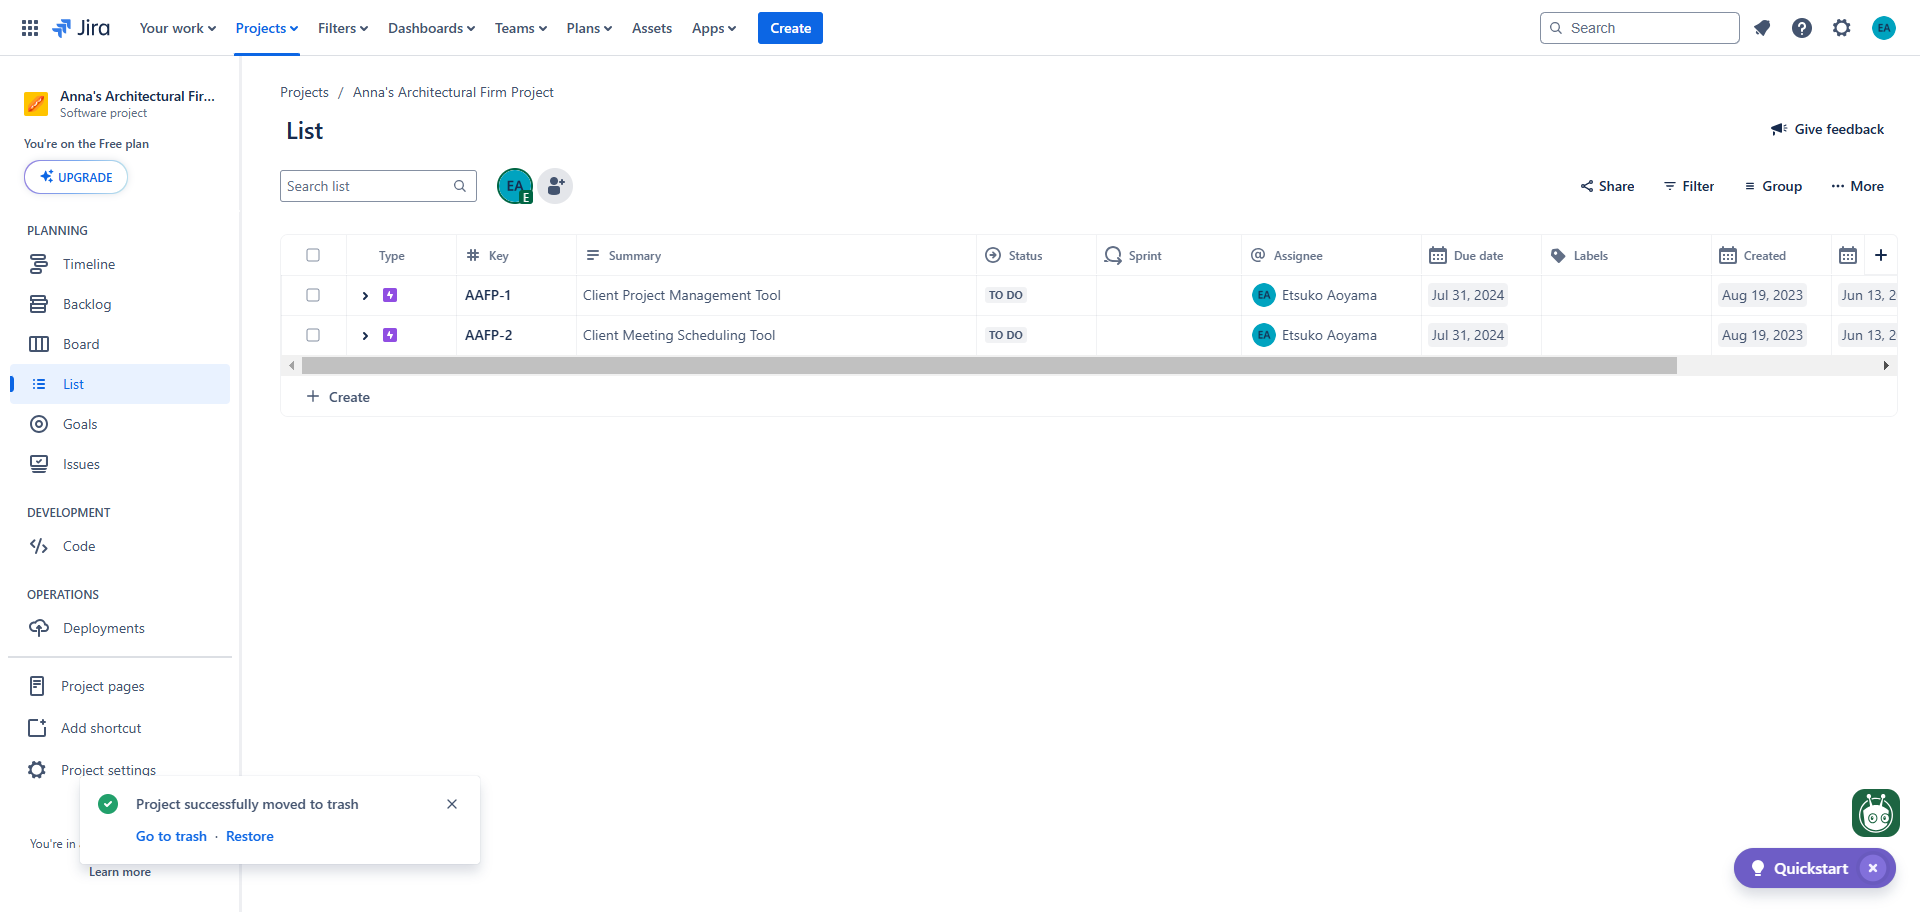 Jira Your work Projects Filters Dashboards Teams Plans Assets Apps Create Search EA
Anna's Architectural Fir...
Software project
You're on the Free plan
UPGRADE
PLANNING
Timeline
Backlog
Board
List
Goals
Issues
DEVELOPMENT
Code
OPERATIONS
Deployments
Project pages
Add shortcut
Project settings
You're in
Learn more
Projects / Anna's Architectural Firm Project
List
Give feedback
Search list EA E Share Filter Group More
Type Key Summary Status Sprint Assignee Due date Labels Created
AAFP-1 Client Project Management Tool TO DO EA Etsuko Aoyama Jul 31, 2024 Aug 19, 2023 Jun 13, 2
AAFP-2 Client Meeting Scheduling Tool TO DO EA Etsuko Aoyama Jul 31, 2024 Aug 19, 2023 Jun 13, 2
+ Create
Project successfully moved to trash
Go to trash · Restore
Quickstart